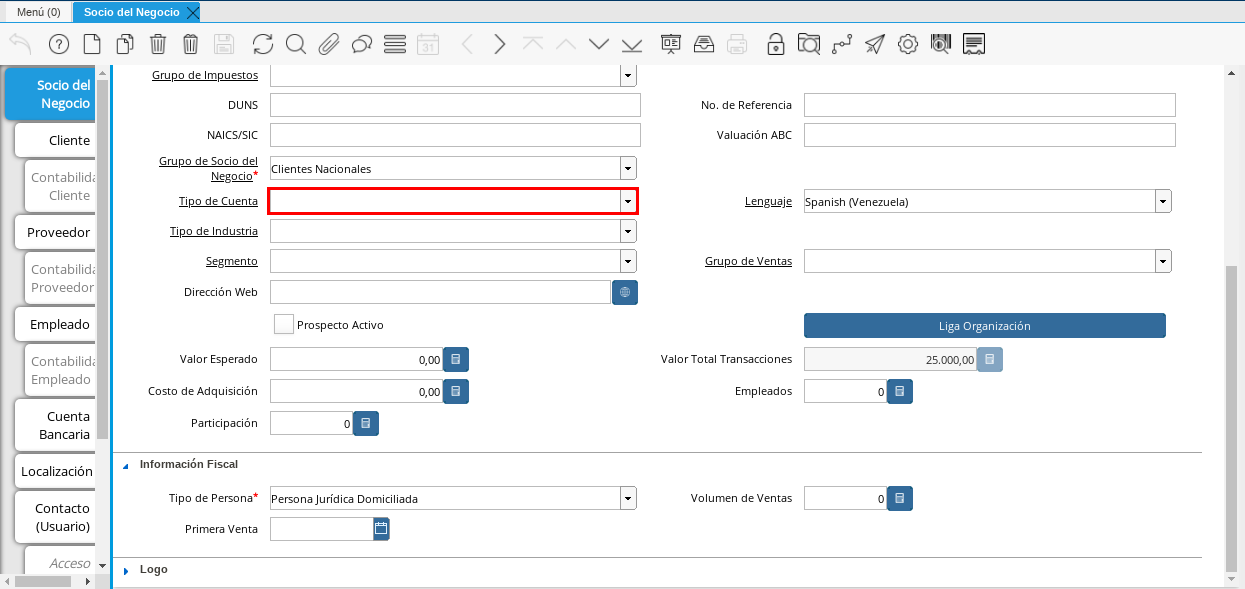 Menú (0)
Socio del Negocio
31
Socio del
Negocio
Cliente
Contabilida
Cliente
Proveedor
Contabilida
Proveedor
Empleado
Contabilida
Empleado
Cuenta
Bancaria
Localización
Contacto
(Usuario)
Acceso
Grupo de Impuestos
DUNS
No. de Referencia
NAICS/SIC
Valuación ABC
Grupo de Socio del
Negocio*
Clientes Nacionales
Tipo de Cuenta
Lenguaje
Spanish (Venezuela)
Tipo de Industria
Segmento
Grupo de Ventas
Dirección Web
Prospecto Activo
Liga Organización
Valor Esperado
0,00
Valor Total Transacciones
25.000,00
Costo de Adquisición
0,00
Empleados
0
Participación
0
Información Fiscal
Tipo de Persona*
Persona Jurídica Domiciliada
Volumen de Ventas
0
Primera Venta
Logo